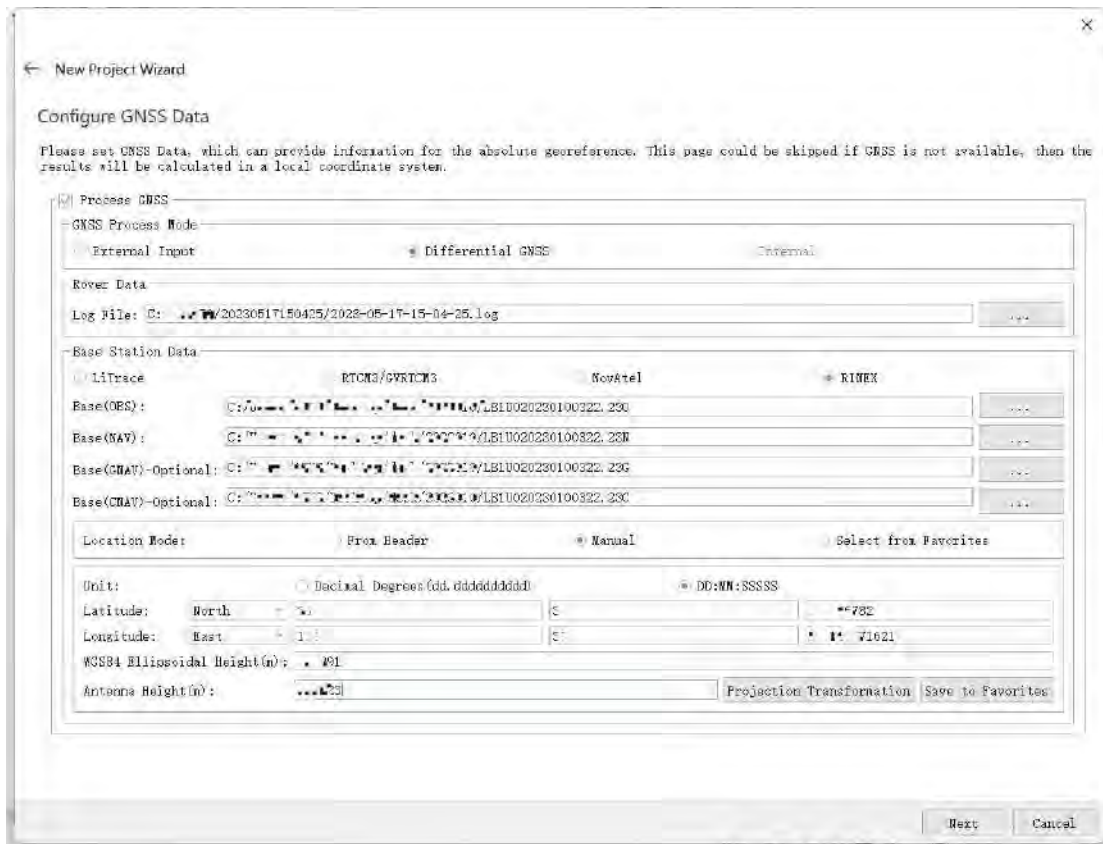 ← New Project Wizard
Configure GNSS Data
Please set GNSS Data, which can provide information for the absolute georeference. This page could be skipped if GNSS is not available, then the
results will be calculated in a local coordinate system.
Process GNSS
GNSS Process Mode
External Input Differential GNSS Internal
Rover Data
Log File: C: /20230517150425/2023-05-17-15-04-25.log ...
Base Station Data
LiTrace RTCM3/GVRTCM3 NovAtel RINEX
Base(OBS): C:/ /LB1U020230100322.23O ...
Base(NAV): C: /LB1U020230100322.23N ...
Base(GNAV)-Optional: C: /LB1U020230100322.23G ...
Base(CNAV)-Optional: C: /LB1U020230100322.23C ...
Location Mode: From Header Manual Select from Favorites
Unit: Decimal Degrees(dd.dddddddddd) DD:MM:SSSSS
Latitude: North 782
Longitude: East 71621
WGS84 Ellipsoidal Height(m):
Antenna Height(m): Projection Transformation Save to Favorites
Next Cancel